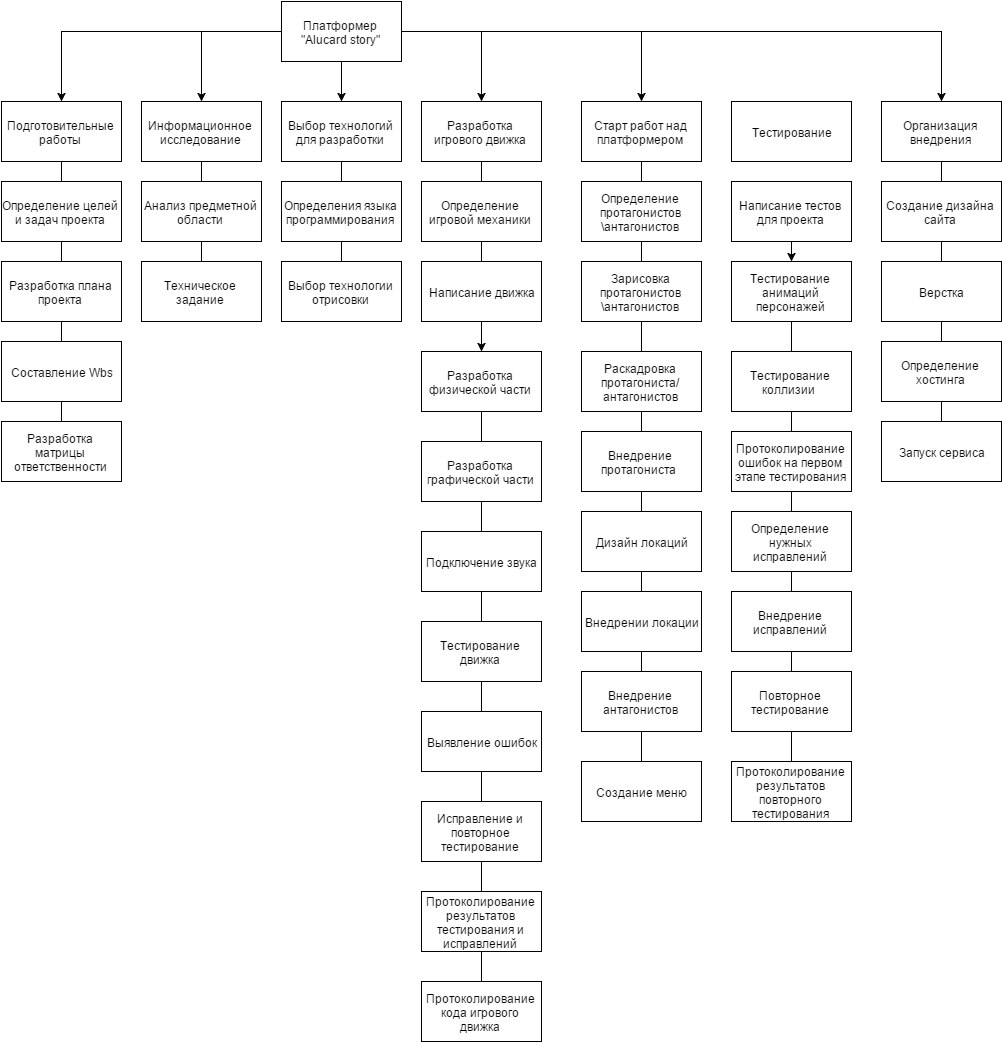 Платформер
"Alucard story"
Подготовительные
работы
Определение целей
и задач проекта
Разработка плана
проекта
Составление Wbs
Разработка
матрицы
ответственности
Информационное
исследование
Анализ предметной
области
Техническое
задание
Выбор технологий
для разработки
Определения языка
программирования
Выбор технологии
отрисовки
Разработка
игрового движка
Определение
игровой механики
Написание движка
Разработка
физической части
Разработка
графической части
Подключение звука
Тестирование
движка
Выявление ошибок
Исправление и
повторное
тестирование
Протоколирование
результатов
тестирования и
исправлений
Протоколирование
кода игрового
движка
Старт работ над
платформером
Определение
протагонистов
\антагонистов
Зарисовка
протагонистов
\антагонистов
Раскадровка
протагониста/
антагонистов
Внедрение
протагониста
Дизайн локаций
Внедрении локации
Внедрение
антагонистов
Создание меню
Тестирование
Написание тестов
для проекта
Тестирование
анимаций
персонажей
Тестирование
коллизии
Протоколирование
ошибок на первом
этапе тестирования
Определение
нужных
исправлений
Внедрение
исправлений
Повторное
тестирование
Протоколирование
результатов
повторного
тестирования
Организация
внедрения
Создание дизайна
сайта
Верстка
Определение
хостинга
Запуск сервиса